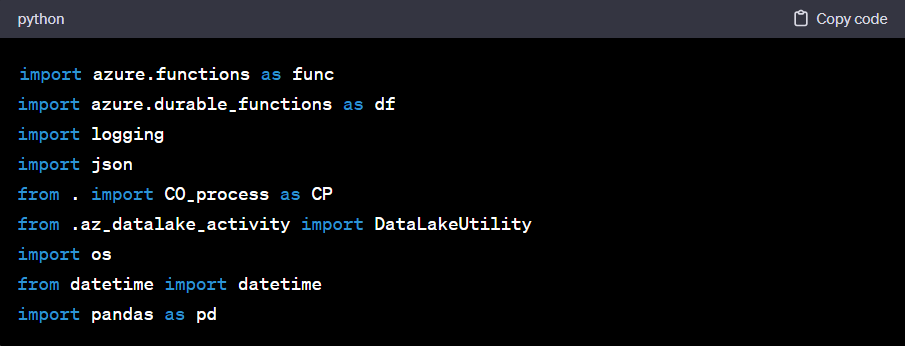 python
Copy code
import azure.functions as func
import azure.durable_functions as df
import logging
import json
from . import CO_process as CP
from .az_datalake_activity import DataLakeUtility
import os
from datetime import datetime
import pandas as pd